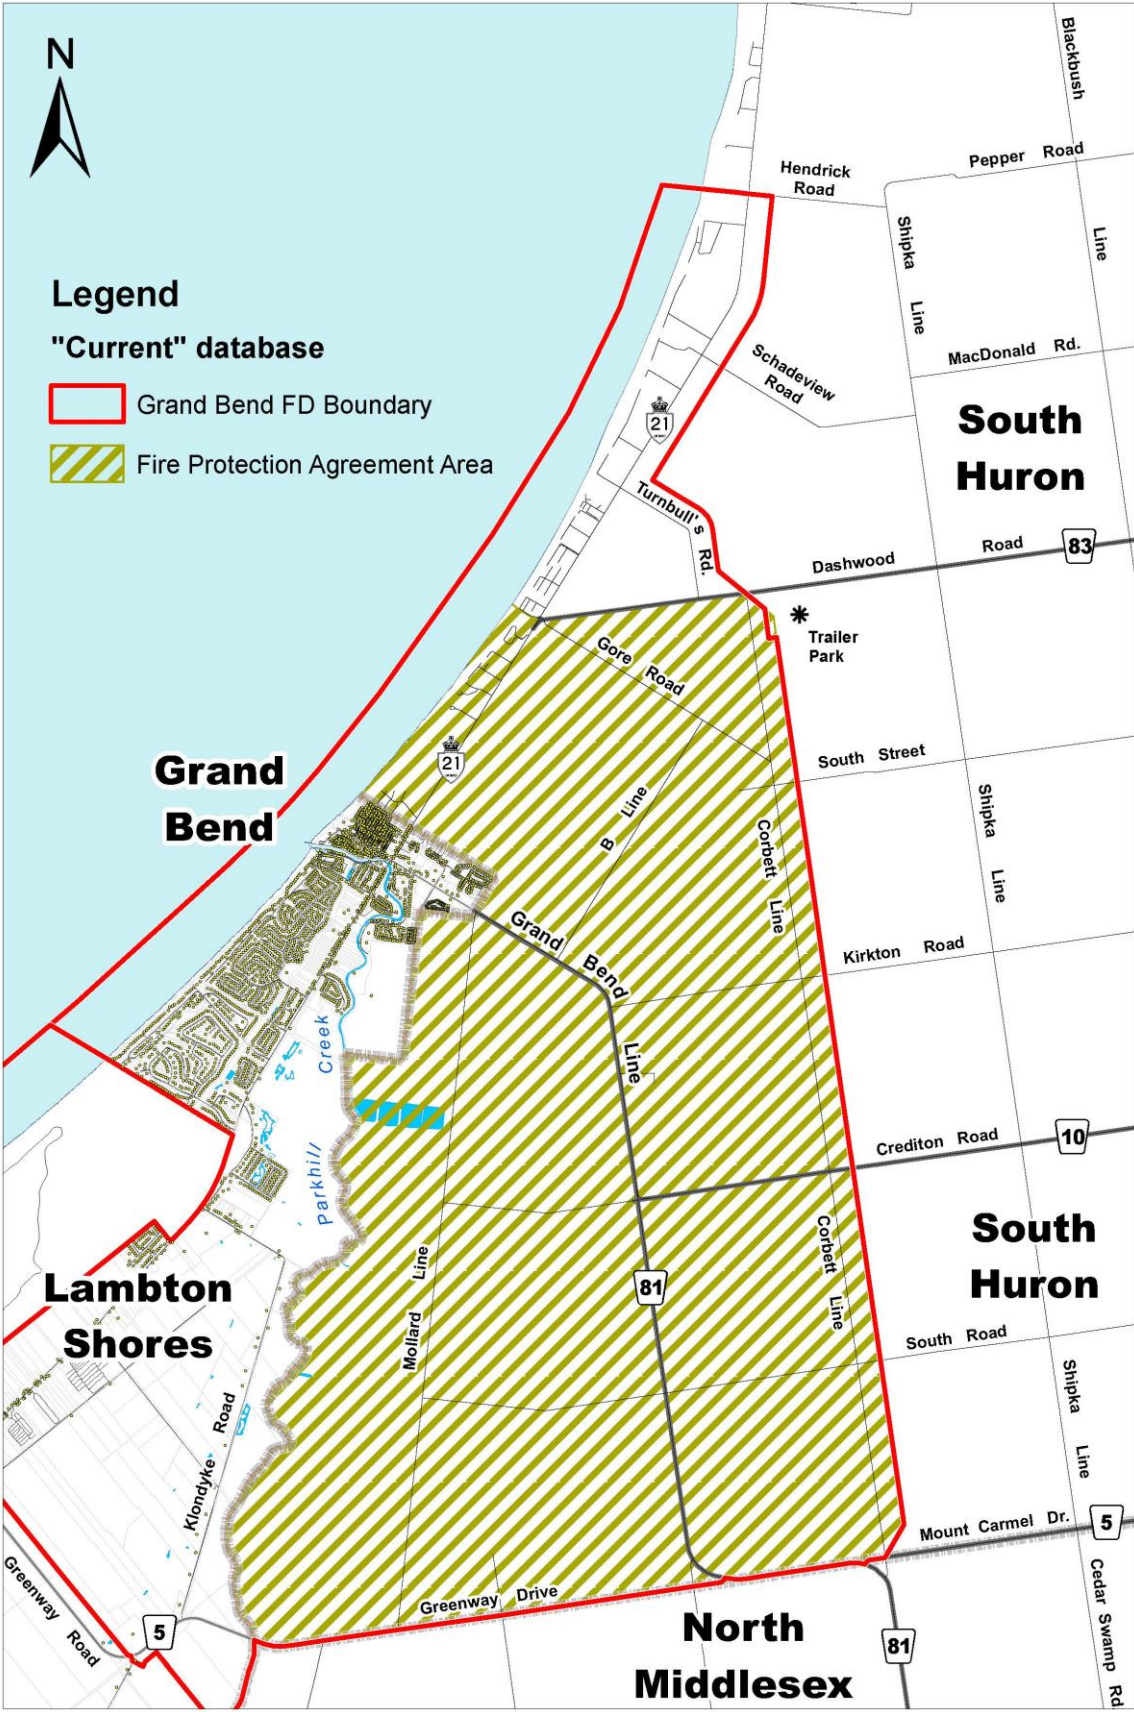 N
Legend
"Current" database
Grand Bend FD Boundary
Fire Protection Agreement Area
Blackbush
Line
Pepper Road
Hendrick
Road
Shipka
Line
MacDonald Rd.
Schadeview
Road
21
South
Huron
Turnbull's Rd.
Dashwood Road
83
Trailer
Park
Gore Road
21
Grand
Bend
South Street
B Line
Corbett Line
Shipka
Line
Grand Bend Line
Kirkton Road
Parkhill Creek
Crediton Road
10
South
Huron
Corbett Line
81
Mollard Line
Lambton
Shores
South Road
Shipka
Line
Klondyke Road
Mount Carmel Dr.
5
Greenway
Road
5
Greenway Drive
North
Middlesex
81
Cedar Swamp Rd.